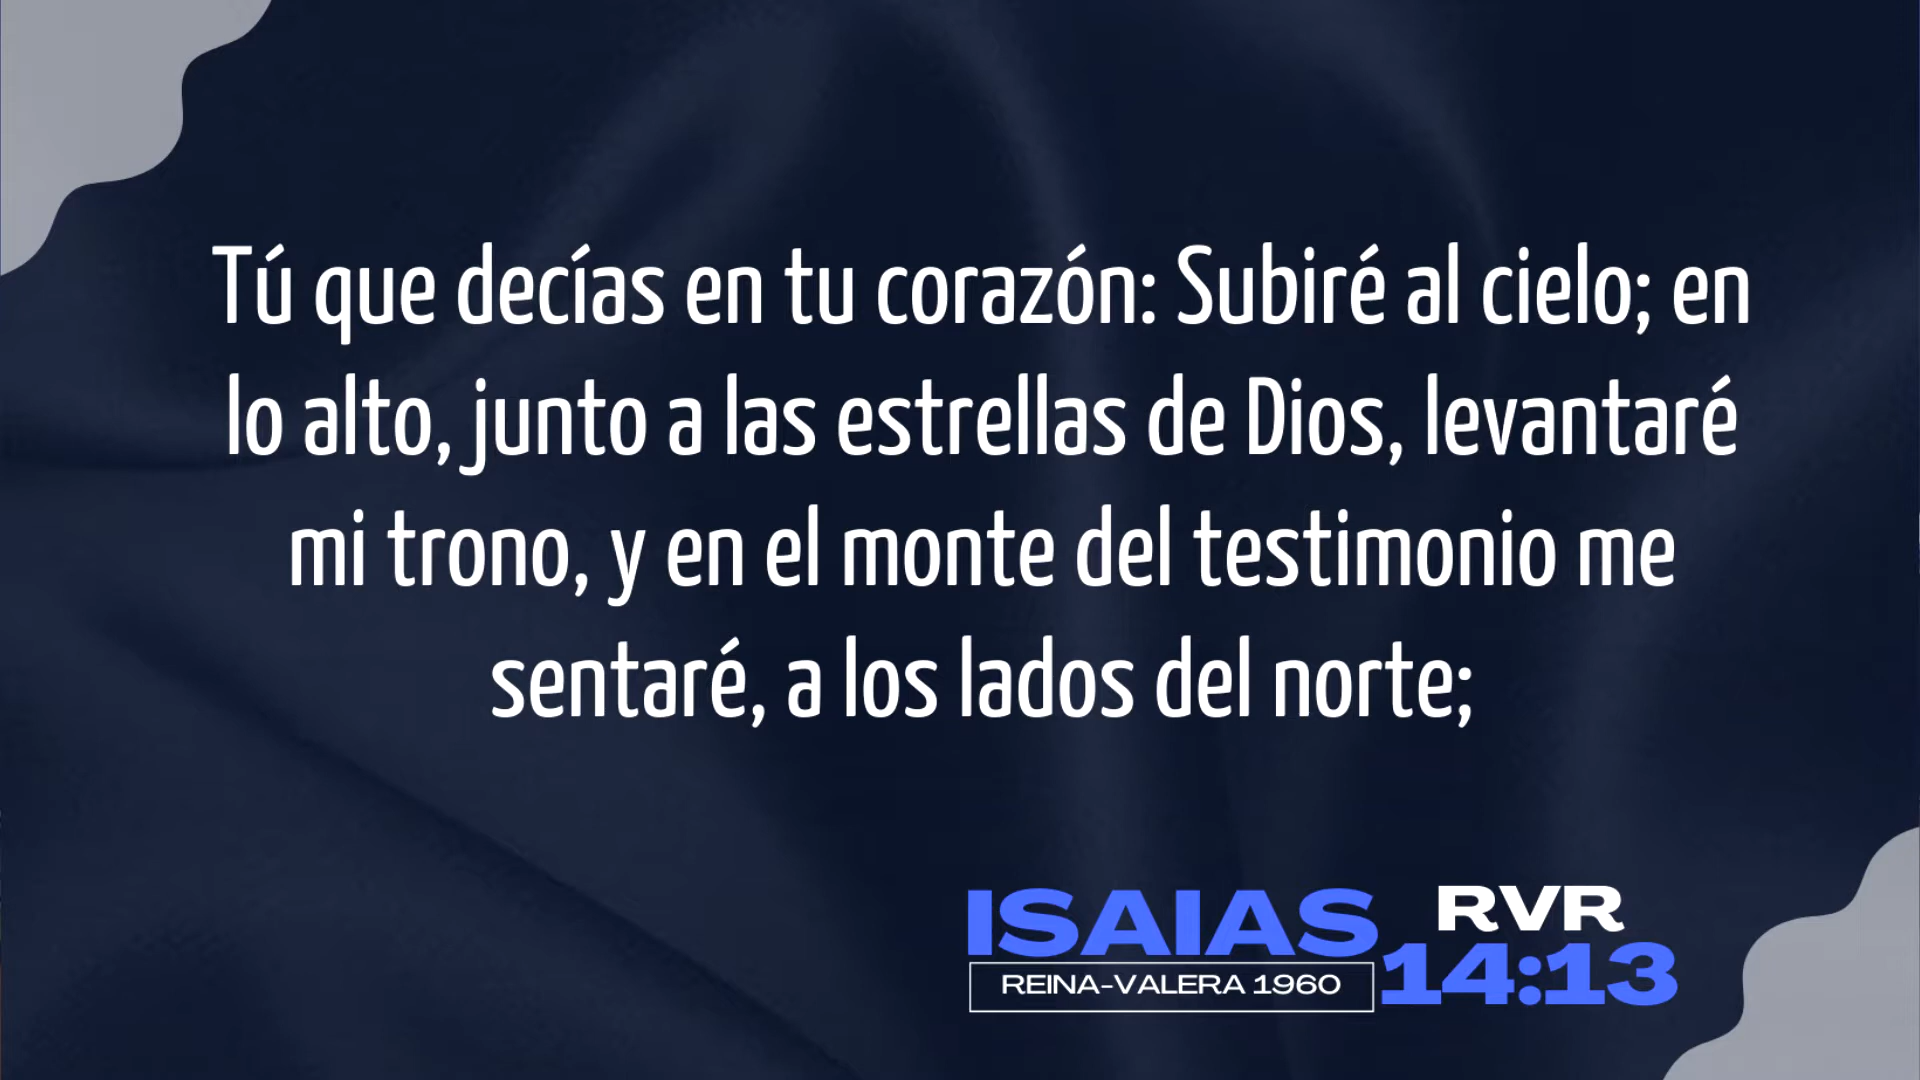 Tú que decías en tu corazón: Subiré al cielo; en
lo alto, junto a las estrellas de Dios, levantaré
mi trono, y en el monte del testimonio me
sentaré, a los lados del norte;
ISAIAS RVR
REINA-VALERA 1960 14:13